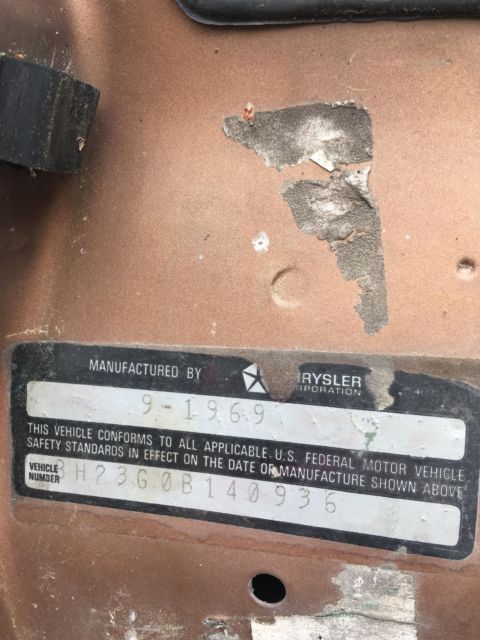 MANUFACTURED BY CHRYSLER
CORPORATION
9-1969
THIS VEHICLE CONFORMS TO ALL APPLICABLE U.S. FEDERAL MOTOR VEHICLE
SAFETY STANDARDS IN EFFECT ON THE DATE OF MANUFACTURE SHOWN ABOVE
VEHICLE
NUMBER
H23G0B140936